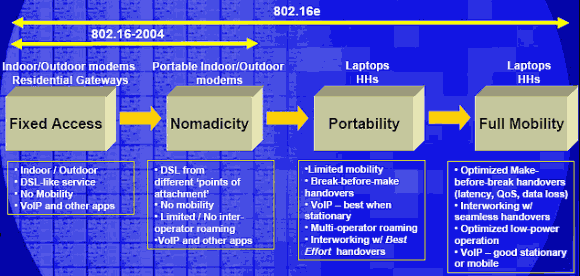 802.16e
802.16-2004
Indoor/Outdoor modems
Residential Gateways
Portable Indoor/Outdoor
modems
Laptops
HHs
Laptops
HHs
Fixed Access
Nomadicity
Portability
Full Mobility
• Indoor / Outdoor
• DSL-like service
• No Mobility
• VoIP and other apps
• DSL from
different 'points of
attachment'
• No mobility
• Limited / No inter-
operator roaming
•VoIP and other apps
•Limited mobility
• Break-before-make
handovers
• VoIP – best when
stationary
• Multi-operator roaming
• Interworking w/ Best
Effort handovers
• Optimized Make-
before-break handovers
(latency, QoS, data loss)
• Interworking w/
seamless handovers
• Optimized low-power
operation
• VoIP – good stationary
or mobile